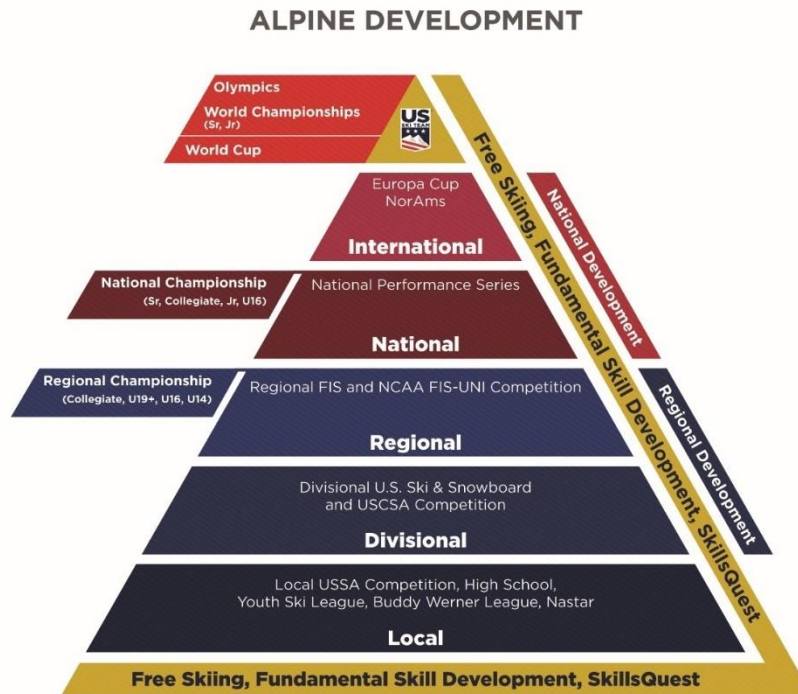 ALPINE DEVELOPMENT
Olympics
World Championships
(Sr, Jr)
World Cup
US
SKI TEAM
Europa Cup
NorAms
International
National Championship
(Sr, Collegiate, Jr, U16)
National Performance Series
National
Regional Championship
(Collegiate, U19+, U16, U14)
Regional FIS and NCAA FIS-UNI Competition
Regional
Divisional U.S. Ski & Snowboard
and USCSA Competition
Divisional
Local USSA Competition, High School,
Youth Ski League, Buddy Werner League, Nastar
Local
Free Skiing, Fundamental Skill Development, SkillsQuest
National Development
Regional Development
Free Skiing, Fundamental Skill Development, SkillsQuest